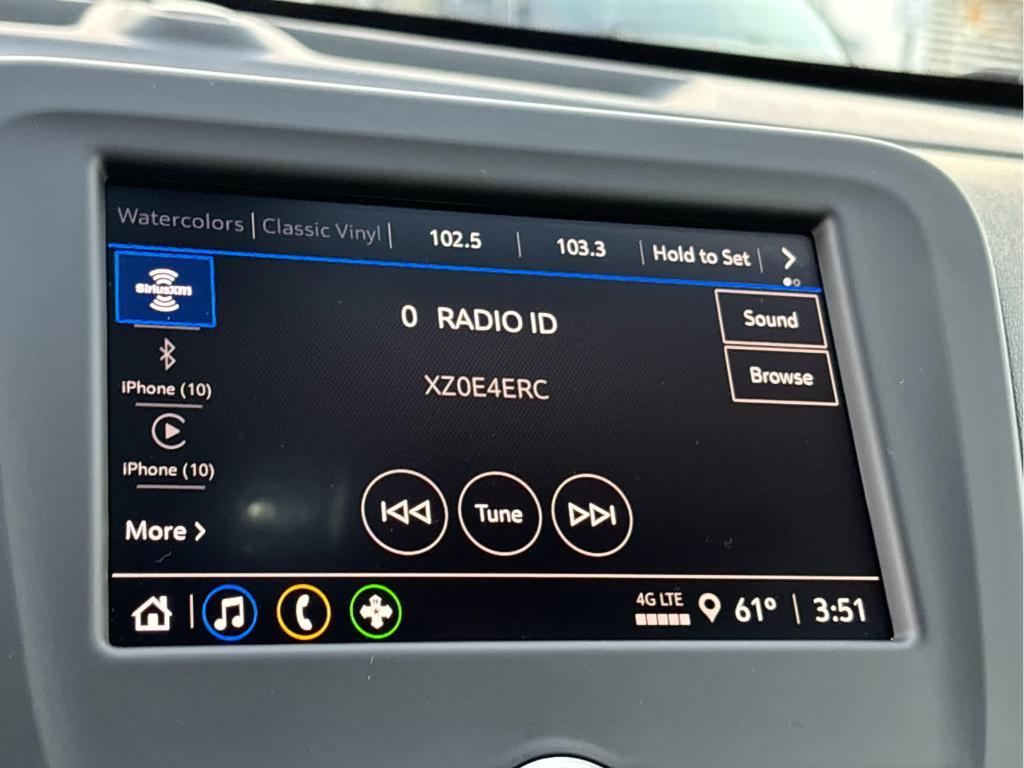 Watercolors | Classic Vinyl | 102.5 | 103.3 | Hold to Set |
SiriusXM
0 RADIO ID
Sound
iPhone (10)
XZ0E4ERC
Browse
iPhone (10)
More
Tune
4G LTE
61° | 3:51